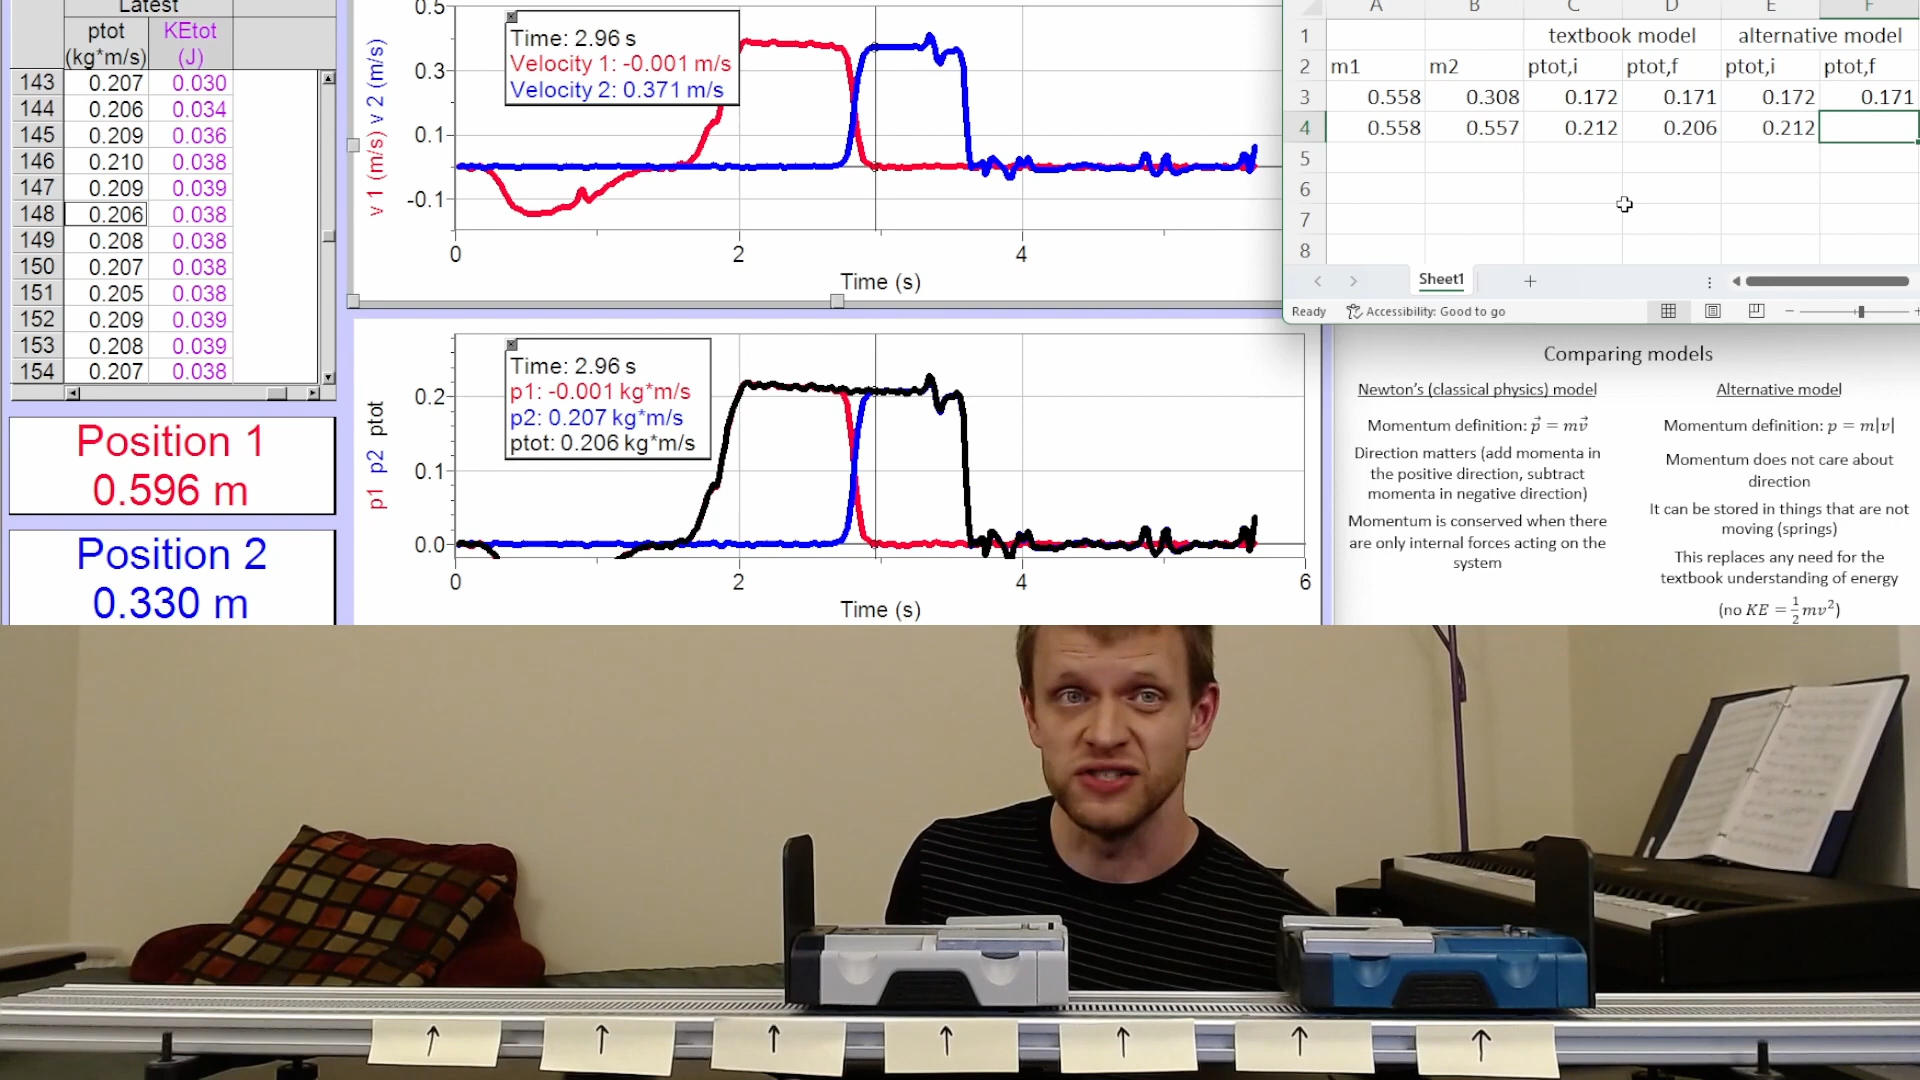 Latest
ptot KEtot
(kg*m/s) (J)
143 0.207 0.030
144 0.206 0.034
145 0.209 0.036
146 0.210 0.038
147 0.209 0.039
148 0.206 0.038
149 0.208 0.038
150 0.207 0.038
151 0.205 0.038
152 0.209 0.039
153 0.208 0.039
154 0.207 0.038
Position 1
0.596 m
Position 2
0.330 m
v 1 (m/s) v 2 (m/s)
0.5
0.3
0.1
-0.1
Time: 2.96 s
Velocity 1: -0.001 m/s
Velocity 2: 0.371 m/s
0 2 4
Time (s)
p1 p2 ptot
0.2
0.1
0.0
Time: 2.96 s
p1: -0.001 kg*m/s
p2: 0.207 kg*m/s
ptot: 0.206 kg*m/s
0 2 4 6
Time (s)
A B C D E F
1 textbook model alternative model
2 m1 m2 ptot,i ptot,f ptot,i ptot,f
3 0.558 0.308 0.172 0.171 0.172 0.171
4 0.558 0.557 0.212 0.206 0.212
5
6
7
8
Sheet1
Ready Accessibility: Good to go
Comparing models
Newton's (classical physics) model
Momentum definition: p⃗ = mv⃗
Direction matters (add momenta in
the positive direction, subtract
momenta in negative direction)
Momentum is conserved when there
are only internal forces acting on the
system
Alternative model
Momentum definition: p = m|v|
Momentum does not care about
direction
It can be stored in things that are not
moving (springs)
This replaces any need for the
textbook understanding of energy
(no KE = ½mv²)